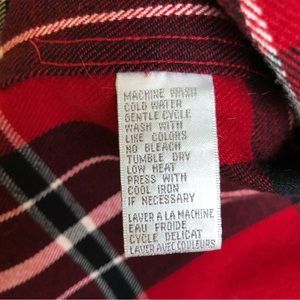 MACHINE WASH
COLD WATER
GENTLE CYCLE
WASH WITH
LIKE COLORS
NO BLEACH
TUMBLE DRY
LOW HEAT
PRESS WITH
COOL IRON
IF NECESSARY
LAVER A LA MACHINE
EAU FROIDE
CYCLE DELICAT
LAVER AVEC COULEURS